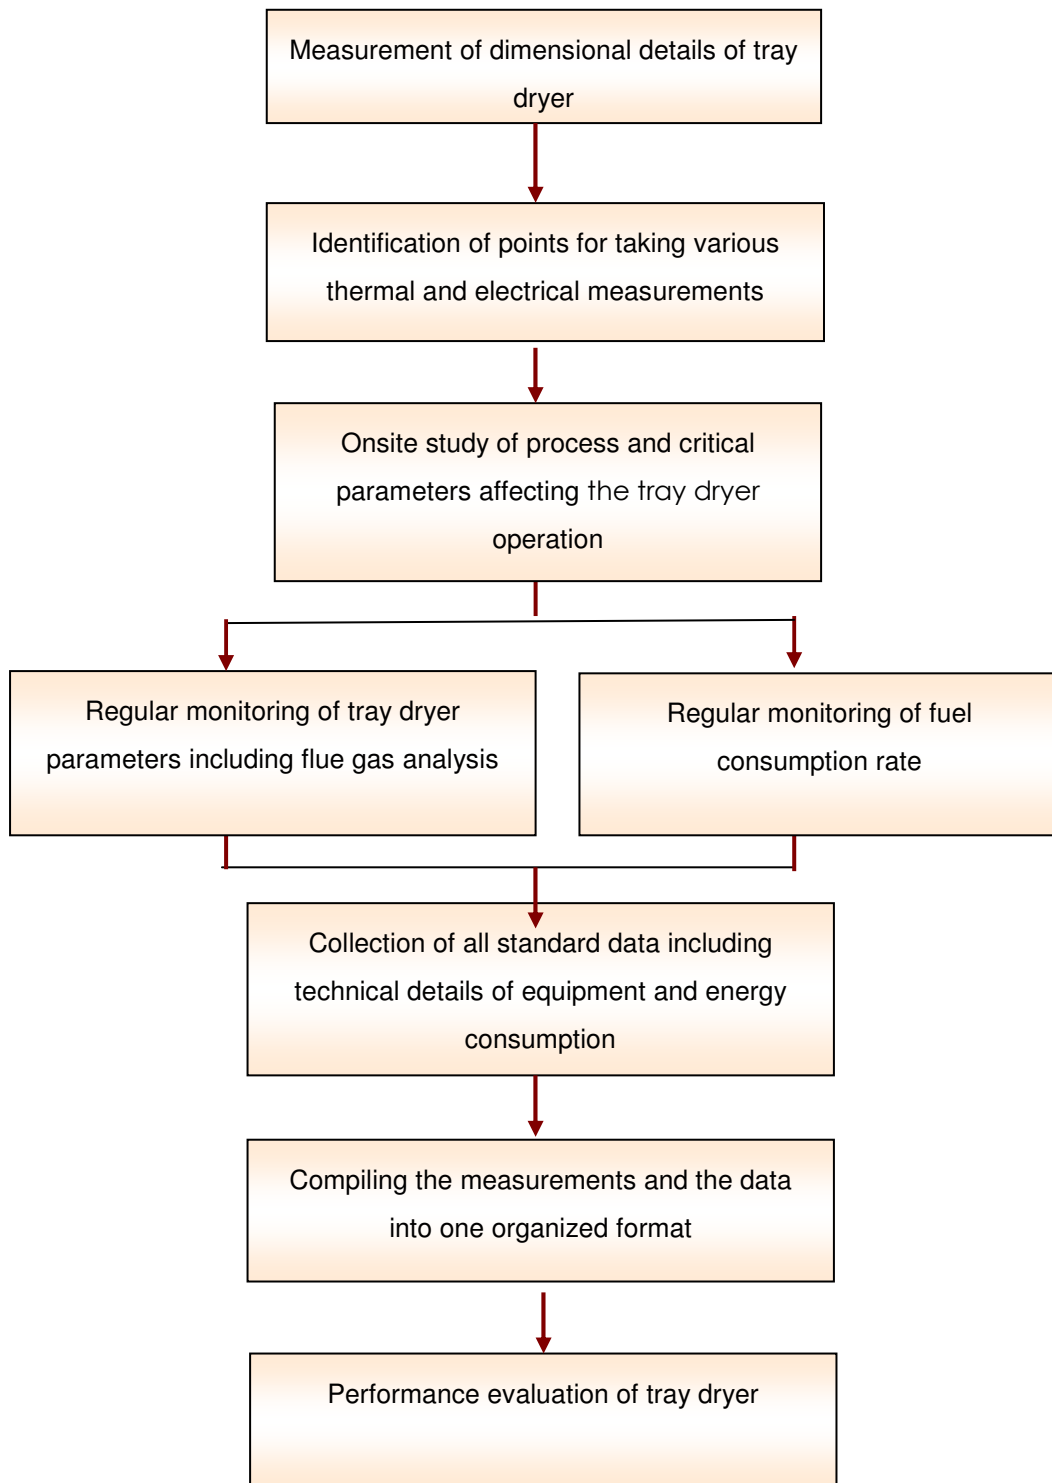 Measurement of dimensional details of tray
dryer
Identification of points for taking various
thermal and electrical measurements
Onsite study of process and critical
parameters affecting the tray dryer
operation
Regular monitoring of tray dryer
parameters including flue gas analysis
Regular monitoring of fuel
consumption rate
Collection of all standard data including
technical details of equipment and energy
consumption
Compiling the measurements and the data
into one organized format
Performance evaluation of tray dryer